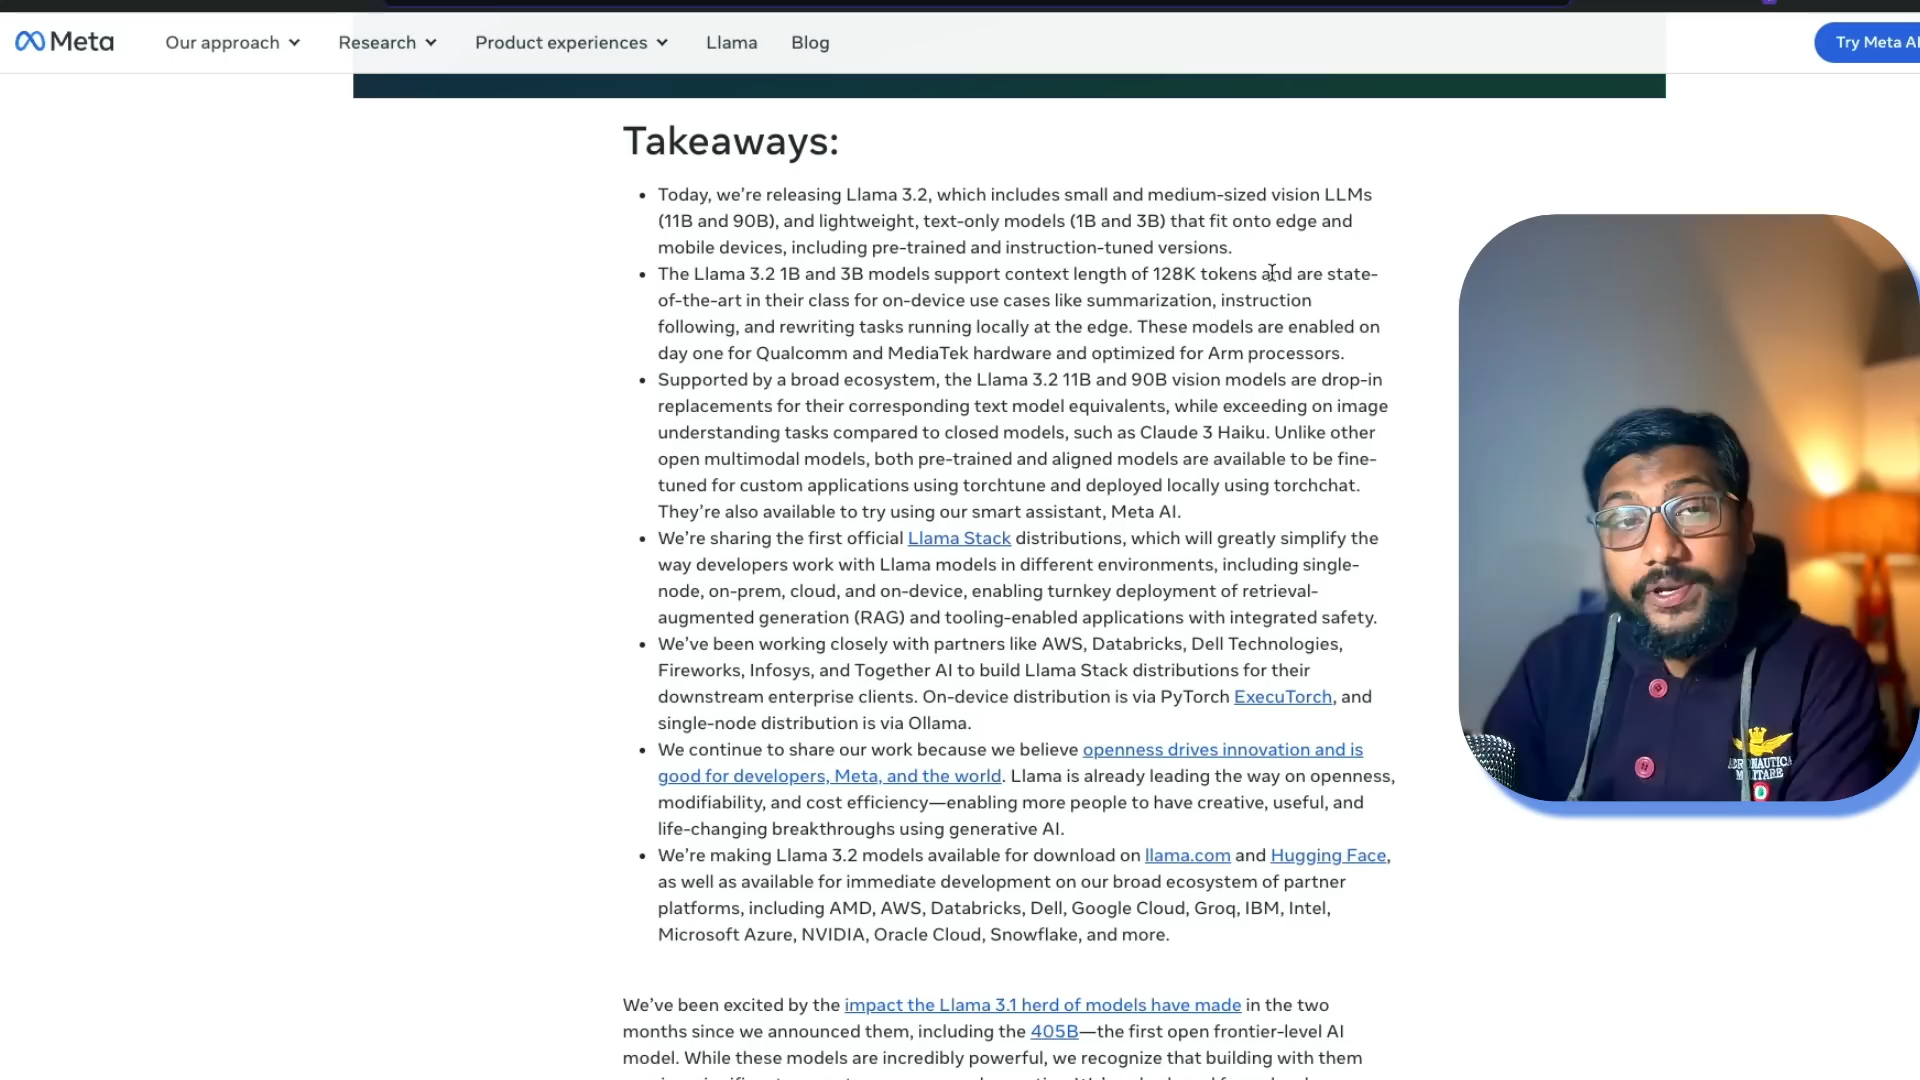 Meta
Our approach
Research
Product experiences
Llama
Blog
Try Meta AI
Takeaways:
• Today, we’re releasing Llama 3.2, which includes small and medium-sized vision LLMs
(11B and 90B), and lightweight, text-only models (1B and 3B) that fit onto edge and
mobile devices, including pre-trained and instruction-tuned versions.
• The Llama 3.2 1B and 3B models support context length of 128K tokens and are state-
of-the-art in their class for on-device use cases like summarization, instruction
following, and rewriting tasks running locally at the edge. These models are enabled on
day one for Qualcomm and MediaTek hardware and optimized for Arm processors.
• Supported by a broad ecosystem, the Llama 3.2 11B and 90B vision models are drop-in
replacements for their corresponding text model equivalents, while exceeding on image
understanding tasks compared to closed models, such as Claude 3 Haiku. Unlike other
open multimodal models, both pre-trained and aligned models are available to be fine-
tuned for custom applications using torchtune and deployed locally using torchchat.
They’re also available to try using our smart assistant, Meta AI.
• We’re sharing the first official Llama Stack distributions, which will greatly simplify the
way developers work with Llama models in different environments, including single-
node, on-prem, cloud, and on-device, enabling turnkey deployment of retrieval-
augmented generation (RAG) and tooling-enabled applications with integrated safety.
• We’ve been working closely with partners like AWS, Databricks, Dell Technologies,
Fireworks, Infosys, and Together AI to build Llama Stack distributions for their
downstream enterprise clients. On-device distribution is via PyTorch ExecuTorch, and
single-node distribution is via Ollama.
• We continue to share our work because we believe openness drives innovation and is
good for developers, Meta, and the world. Llama is already leading the way on openness,
modifiability, and cost efficiency—enabling more people to have creative, useful, and
life-changing breakthroughs using generative AI.
• We’re making Llama 3.2 models available for download on llama.com and Hugging Face,
as well as available for immediate development on our broad ecosystem of partner
platforms, including AMD, AWS, Databricks, Dell, Google Cloud, Groq, IBM, Intel,
Microsoft Azure, NVIDIA, Oracle Cloud, Snowflake, and more.
We’ve been excited by the impact the Llama 3.1 herd of models have made in the two
months since we announced them, including the 405B—the first open frontier-level AI
model. While these models are incredibly powerful, we recognize that building with them
AERONAUTICA
MILITARE